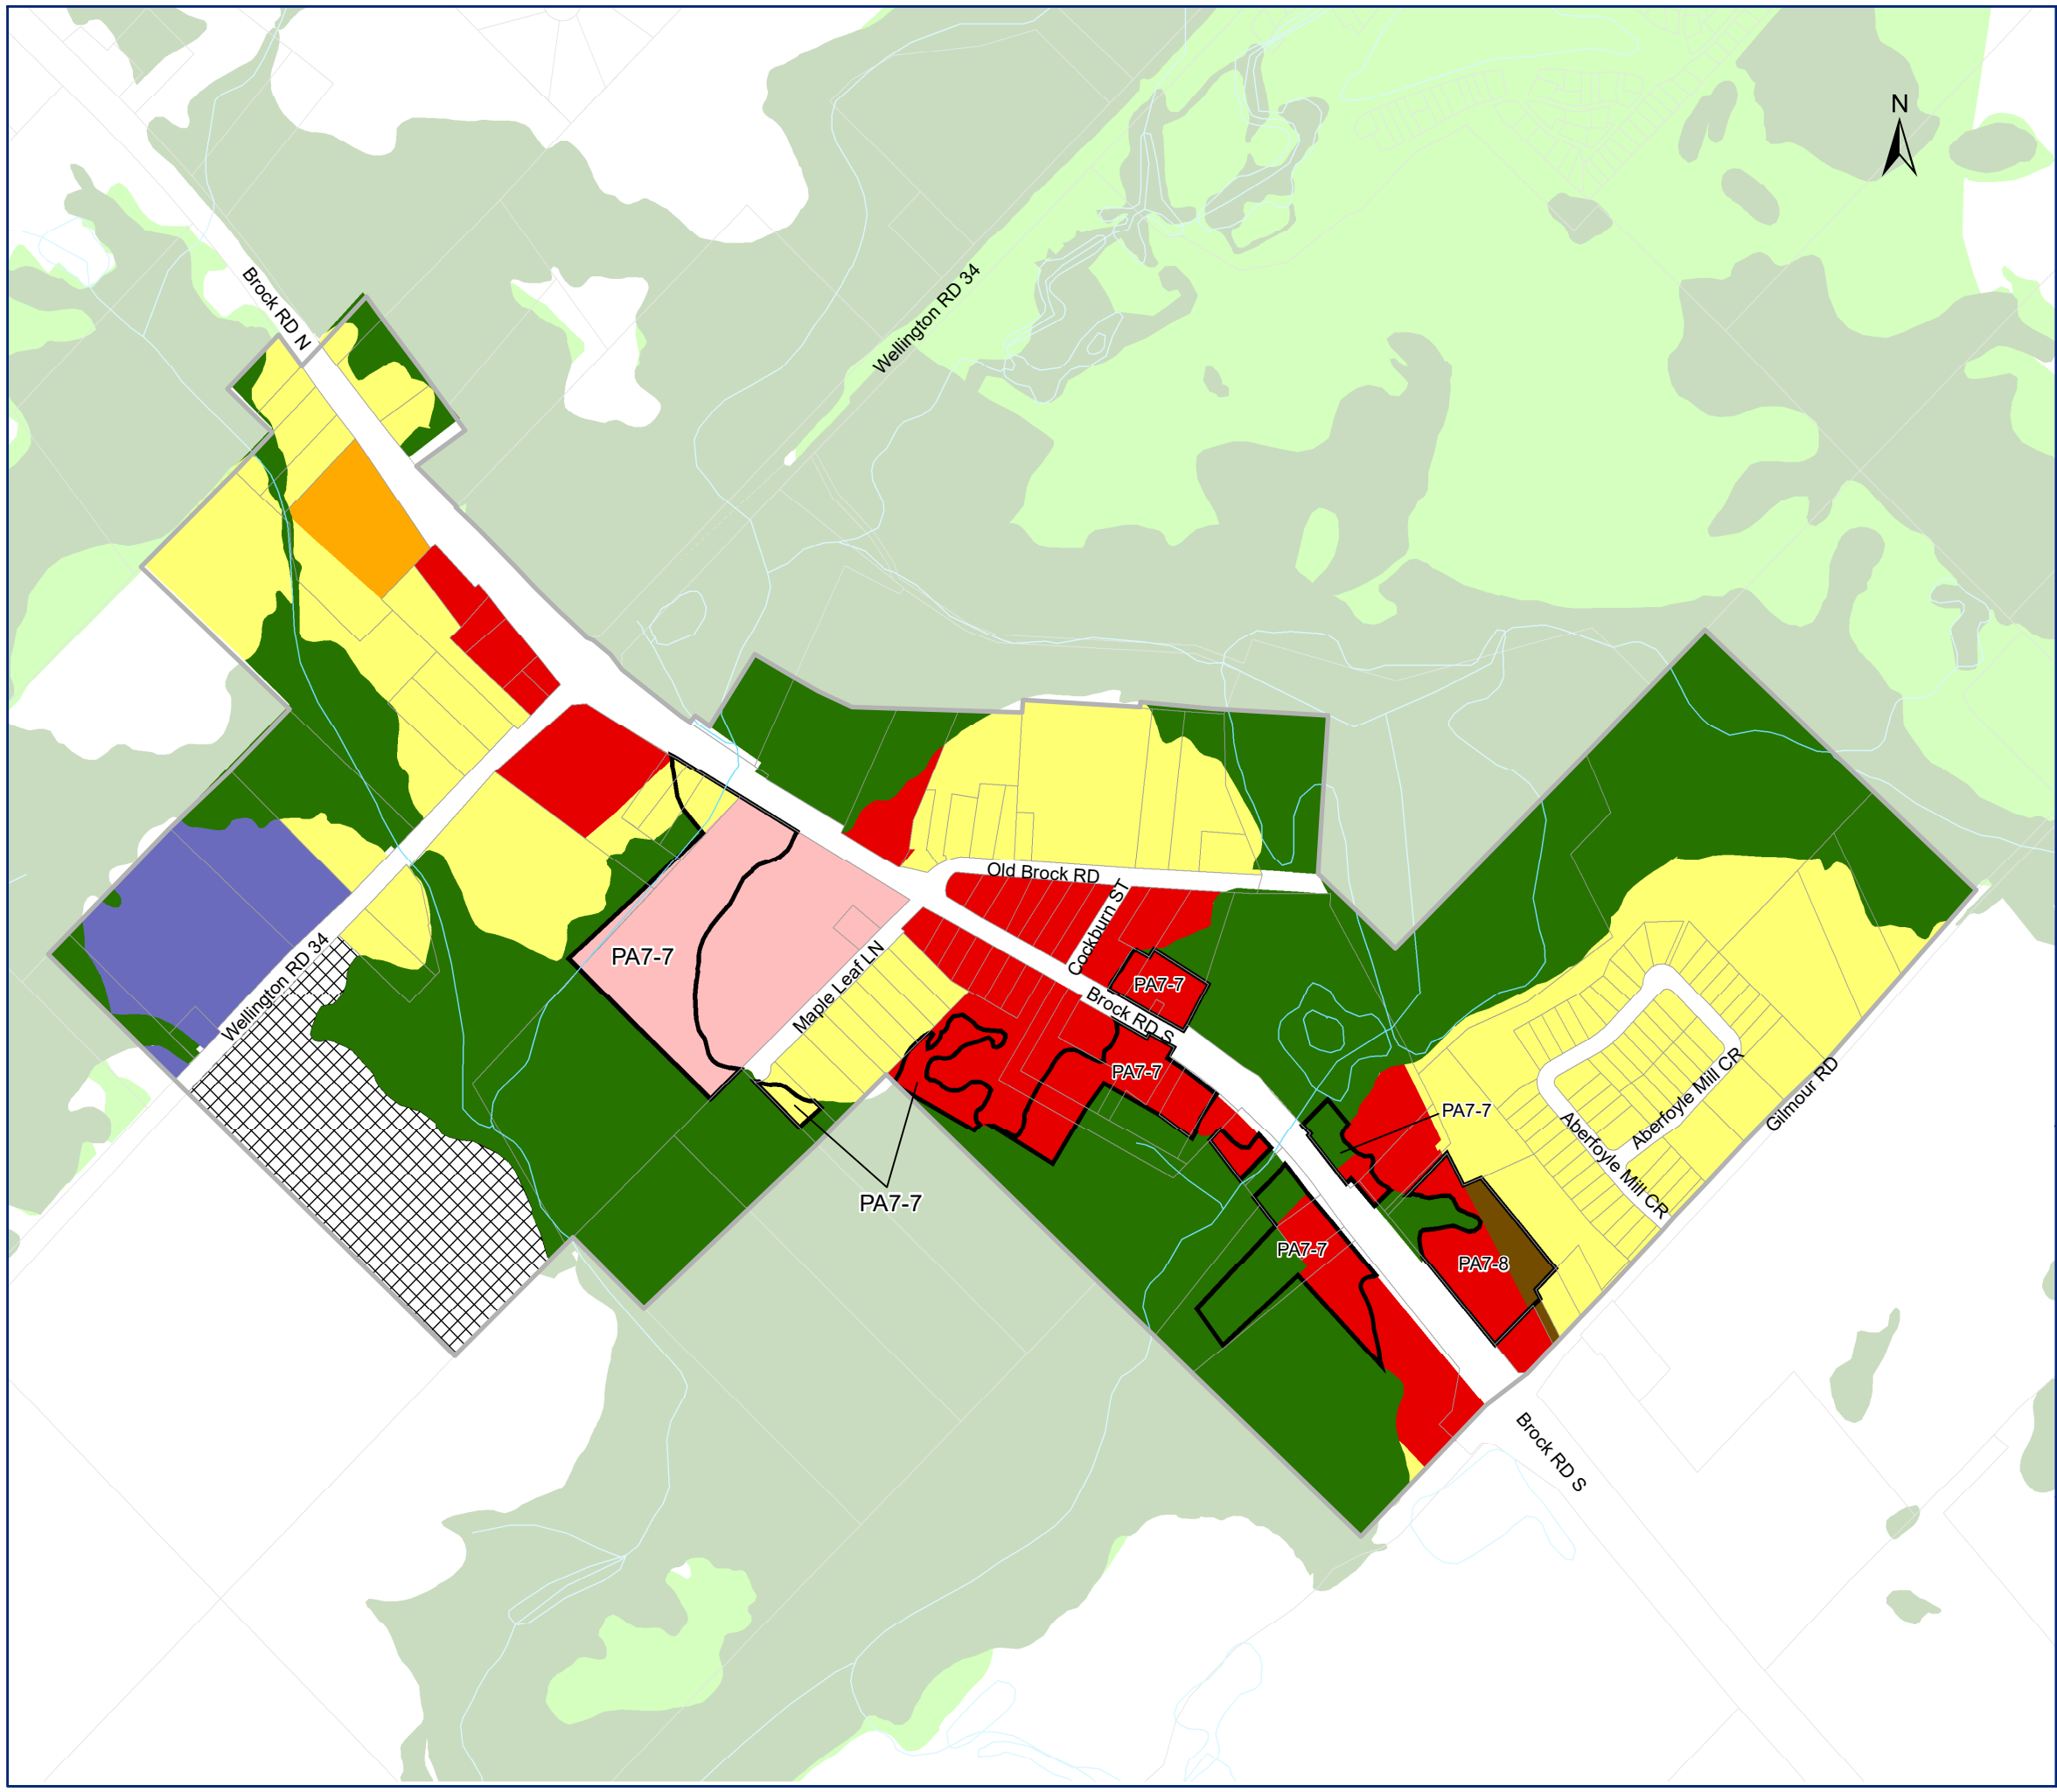 N
Brock RD N
Wellington RD 34
Old Brock RD
Cockburn ST
PA7-7
Maple Leaf LN
PA7-7
Brock RD S
Wellington RD 34
PA7-7
PA7-7
Aberfoyle Mill CR
Gilmour RD
Aberfoyle Mill CR
PA7-7
PA7-7
PA7-8
Brock RD S